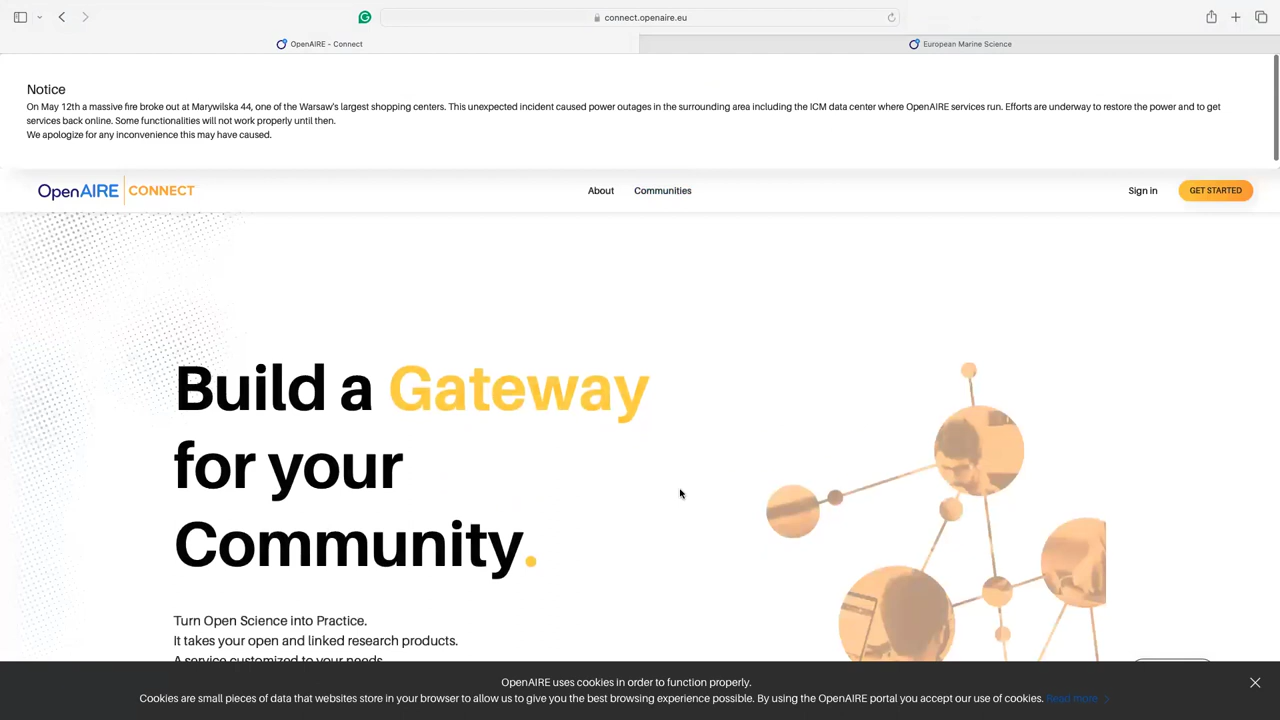 connect.openaire.eu
OpenAIRE - Connect
European Marine Science
Notice
On May 12th a massive fire broke out at Marywilska 44, one of the Warsaw's largest shopping centers. This unexpected incident caused power outages in the surrounding area including the ICM data center where OpenAIRE services run. Efforts are underway to restore the power and to get
services back online. Some functionalities will not work properly until then.
We apologize for any inconvenience this may have caused.
OpenAIRE CONNECT
About
Communities
Sign in
GET STARTED
Build a Gateway
for your
Community.
Turn Open Science into Practice.
It takes your open and linked research products.
A service customized to your needs.
OpenAIRE uses cookies in order to function properly.
Cookies are small pieces of data that websites store in your browser to allow us to give you the best browsing experience possible. By using the OpenAIRE portal you accept our use of cookies. Read more >